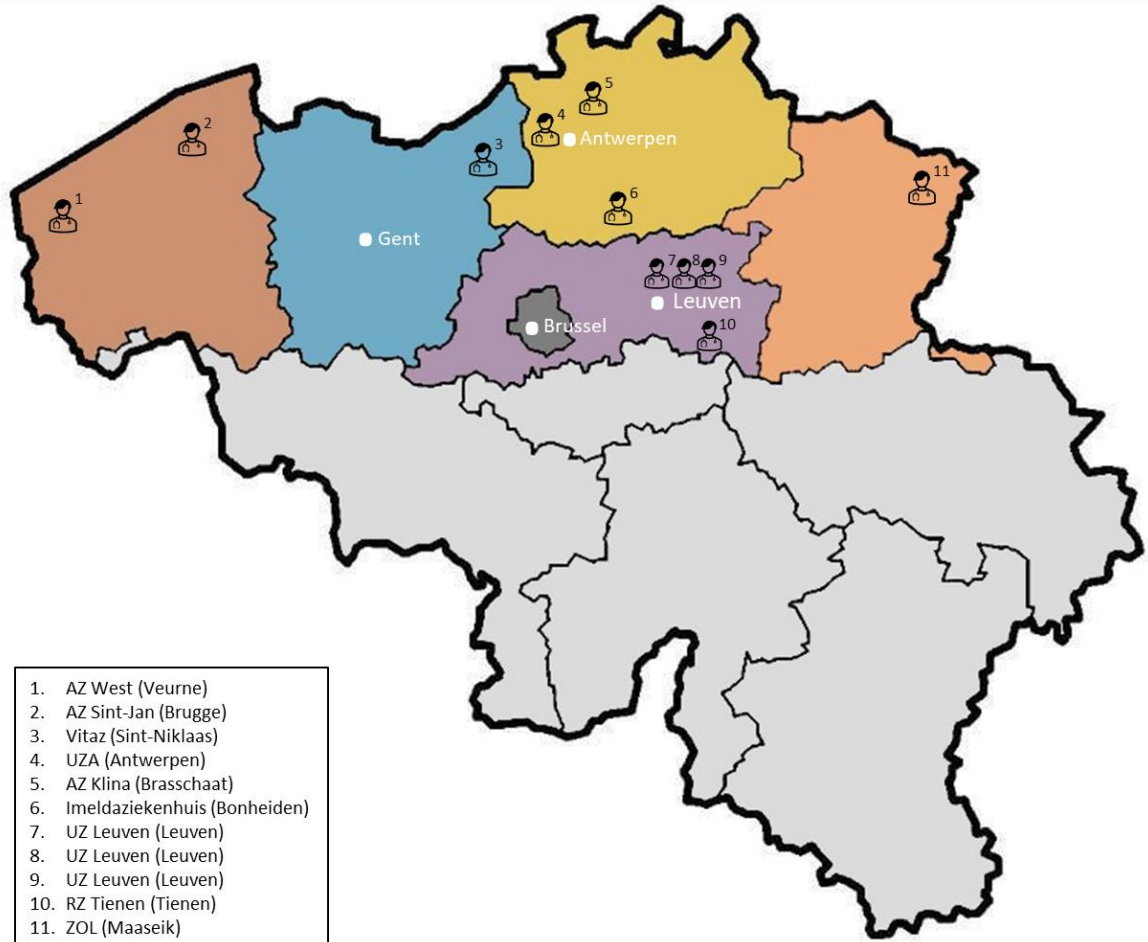 5
4
Antwerpen
2
3
11
1
6
Gent
7
8
9
Leuven
Brussel
10
1. AZ West (Veurne)
2. AZ Sint-Jan (Brugge)
3. Vitaz (Sint-Niklaas)
4. UZA (Antwerpen)
5. AZ Klina (Brasschaat)
6. Imeldaziekenhuis (Bonheiden)
7. UZ Leuven (Leuven)
8. UZ Leuven (Leuven)
9. UZ Leuven (Leuven)
10. RZ Tienen (Tienen)
11. ZOL (Maaseik)